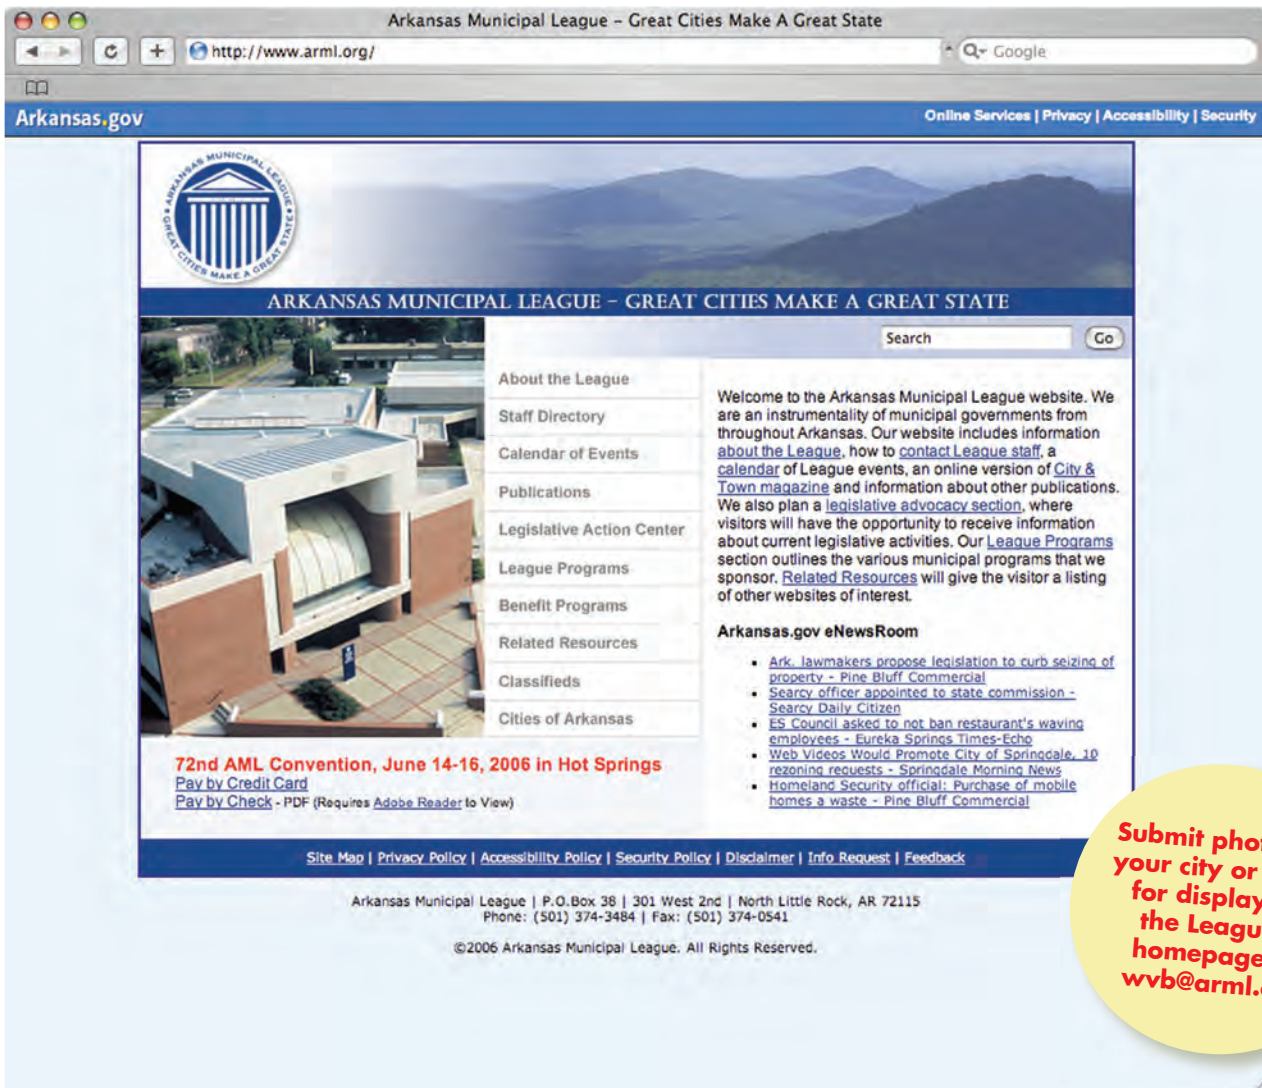 Arkansas Municipal League – Great Cities Make A Great State
http://www.arml.org/
Google
Arkansas.gov
Online Services | Privacy | Accessibility | Security
ARKANSAS MUNICIPAL LEAGUE
GREAT CITIES MAKE A GREAT STATE
ARKANSAS MUNICIPAL LEAGUE – GREAT CITIES MAKE A GREAT STATE
Search
Go
About the League
Staff Directory
Calendar of Events
Publications
Legislative Action Center
League Programs
Benefit Programs
Related Resources
Classifieds
Cities of Arkansas
Welcome to the Arkansas Municipal League website. We
are an instrumentality of municipal governments from
throughout Arkansas. Our website includes information
about the League, how to contact League staff, a
calendar of League events, an online version of City &
Town magazine and information about other publications.
We also plan a legislative advocacy section, where
visitors will have the opportunity to receive information
about current legislative activities. Our League Programs
section outlines the various municipal programs that we
sponsor. Related Resources will give the visitor a listing
of other websites of interest.
Arkansas.gov eNewsRoom
Ark. lawmakers propose legislation to curb seizing of
property - Pine Bluff Commercial
Searcy officer appointed to state commission -
Searcy Daily Citizen
ES Council asked to not ban restaurant's waving
employees - Eureka Springs Times-Echo
Web Videos Would Promote City of Springdale, 10
rezoning requests - Springdale Morning News
Homeland Security official: Purchase of mobile
homes a waste - Pine Bluff Commercial
72nd AML Convention, June 14-16, 2006 in Hot Springs
Pay by Credit Card
Pay by Check - PDF (Requires Adobe Reader to View)
Site Map | Privacy Policy | Accessibility Policy | Security Policy | Disclaimer | Info Request | Feedback
Arkansas Municipal League | P.O.Box 38 | 301 West 2nd | North Little Rock, AR 72115
Phone: (501) 374-3484 | Fax: (501) 374-0541
©2006 Arkansas Municipal League. All Rights Reserved.
Submit
your city or
for display
the
homepage